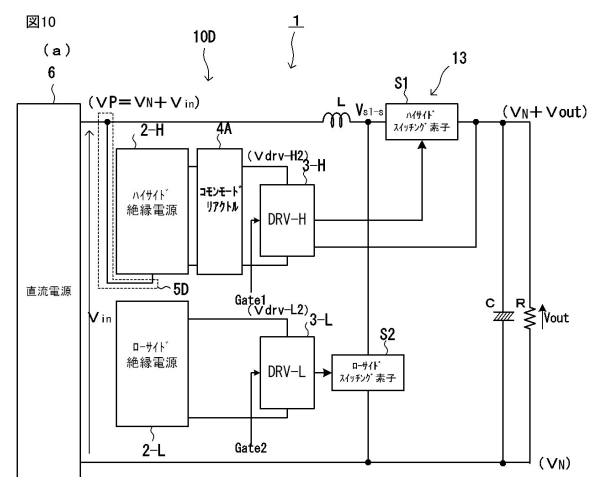 図10
(a)
1
10D
6
13
S1
(VP=VN+Vin)
L
Vs1-s
ハイサイド
スイッチング素子
(VN+Vout)
2-H
4A
(Vdrv-H2)
3-H
ハイサイド
絶縁電源
コモンモード
リアクトル
DRV-H
5D
Gate1
直流電源
Vin
(Vdrv-L2)
3-L
S2
C
R
Vout
ローサイド
絶縁電源
DRV-L
ローサイド
スイッチング素子
2-L
Gate2
(VN)